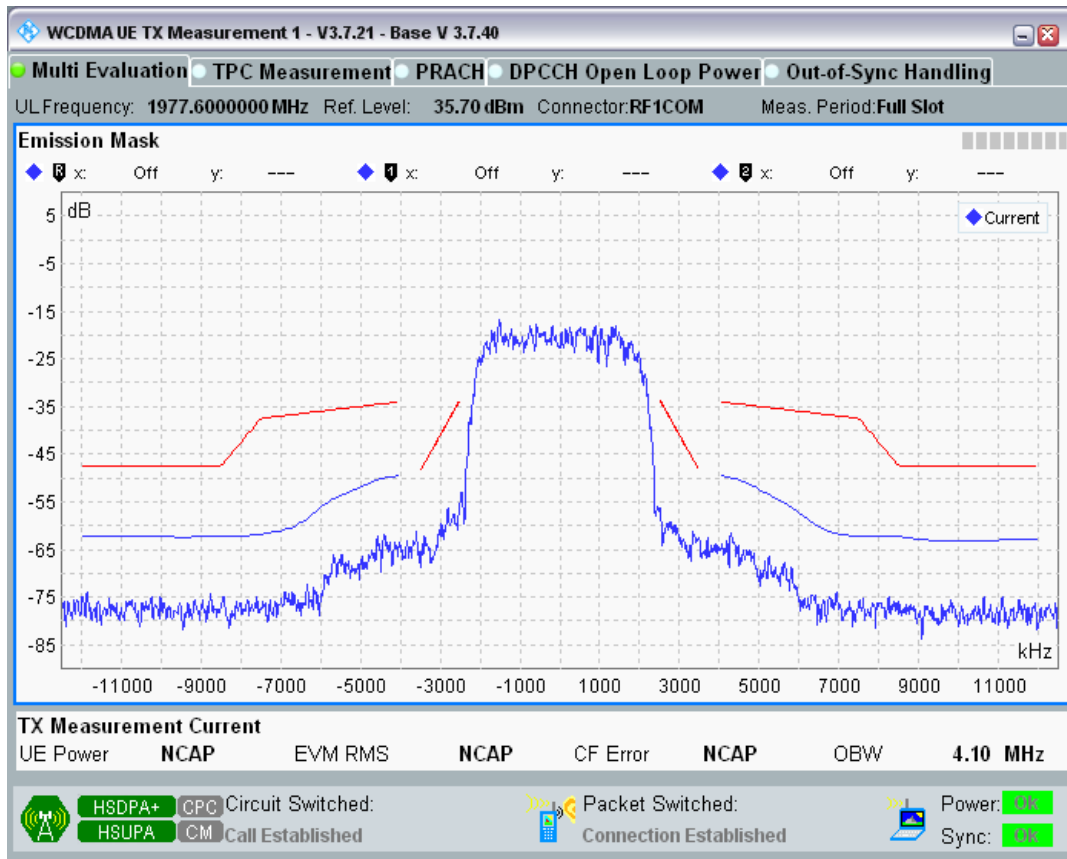 WCDMA UE TX Measurement 1 - V3.7.21 - Base V 3.7.40
Multi Evaluation TPC Measurement PRACH DPCCH Open Loop Power Out-of-Sync Handling
UL Frequency: 1977.6000000 MHz Ref. Level: 35.70 dBm Connector: RF1COM Meas. Period: Full Slot
Emission Mask
R x: Off y: --- 1 x: Off y: --- 2 x: Off y: ---
dB
Current
5
-5
-15
-25
-35
-45
-55
-65
-75
-85
kHz
-11000 -9000 -7000 -5000 -3000 -1000 1000 3000 5000 7000 9000 11000
TX Measurement Current
UE Power NCAP EVM RMS NCAP CF Error NCAP OBW 4.10 MHz
HSDPA+ CPC Circuit Switched: Packet Switched: Power: Ok
HSUPA CM Call Established Connection Established Sync: Ok